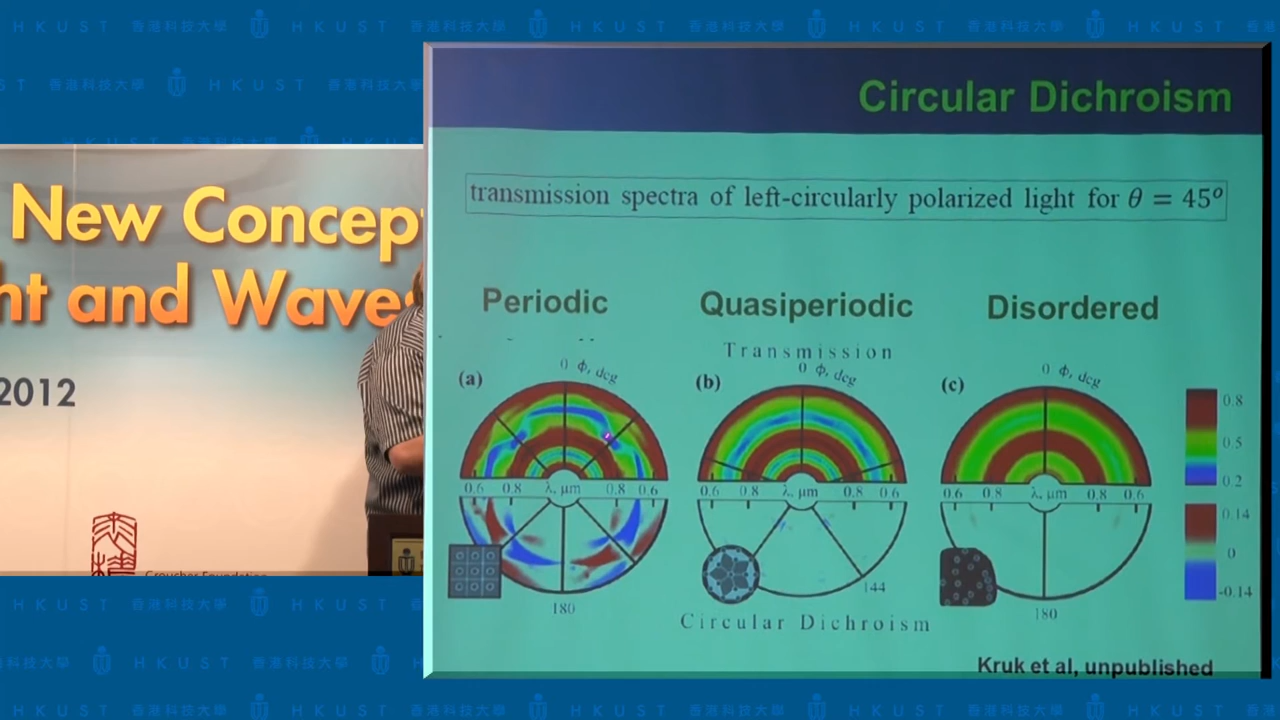 HKUST 香港科技大學
New Concep
ht and Waves
2012
Croucher Foundation
Circular Dichroism
transmission spectra of left-circularly polarized light for θ = 45º
Periodic Quasiperiodic Disordered
Transmission
(a) 0 ϕ, deg (b) 0 ϕ, deg (c) 0 ϕ, deg
0.8
0.5
0.2
0.6 0.8 λ, μm 0.8 0.6 0.6 0.8 λ, μm 0.8 0.6 0.6 0.8 λ, μm 0.8 0.6
0.14
0
-0.14
180 144 180
Circular Dichroism
Kruk et al, unpublished